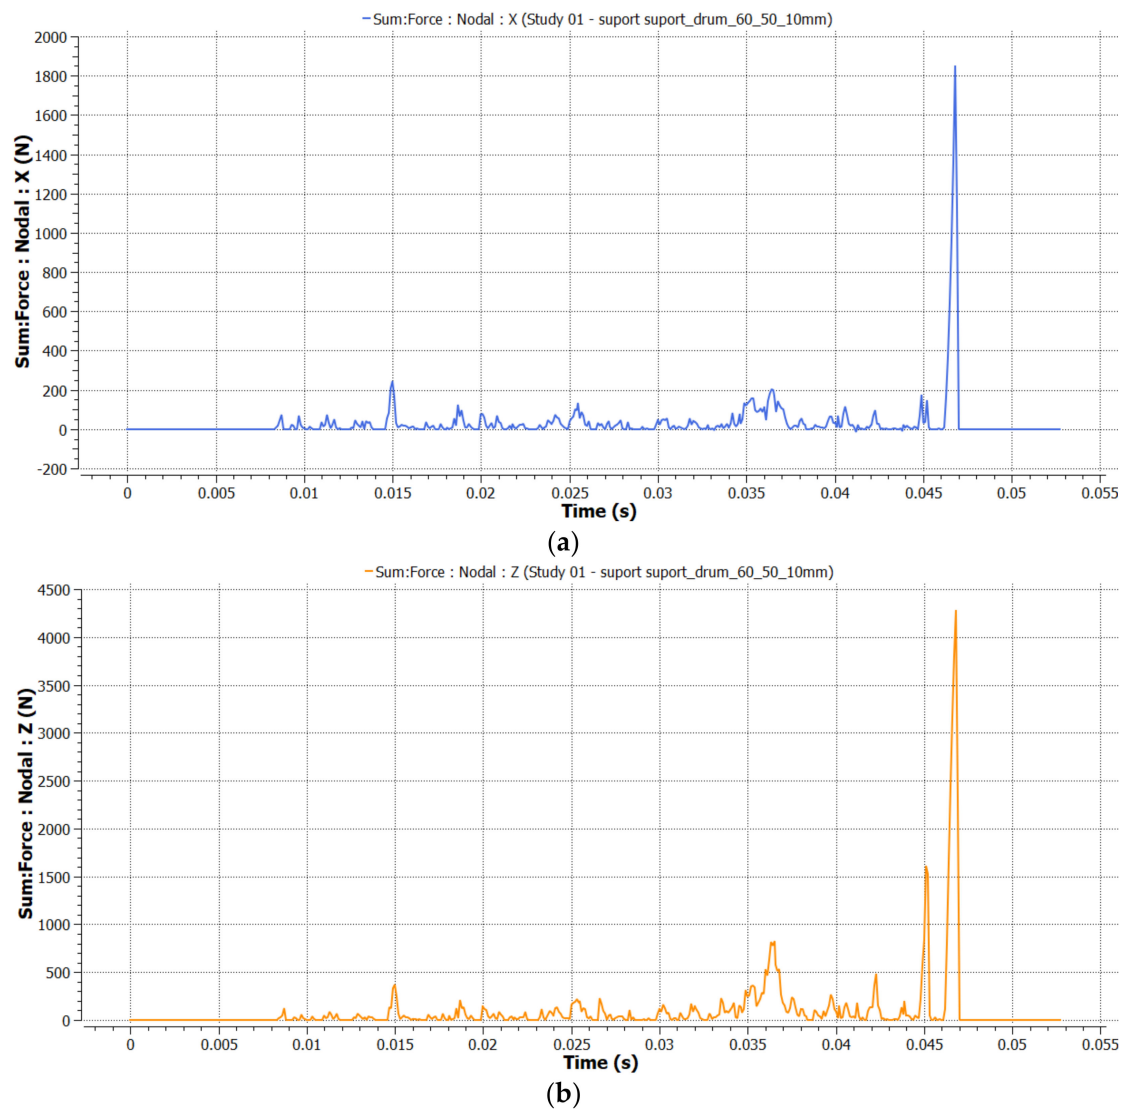 Sum:Force : Nodal : X (Study 01 - suport suport_drum_60_50_10mm)
2000
1800
1600
1400
1200
1000
800
600
400
200
0
-200
Sum:Force : Nodal : X (N)
0 0.005 0.01 0.015 0.02 0.025 0.03 0.035 0.04 0.045 0.05 0.055
Time (s)
(a)
Sum:Force : Nodal : Z (Study 01 - suport suport_drum_60_50_10mm)
4500
4000
3500
3000
2500
2000
1500
1000
500
0
Sum:Force : Nodal : Z (N)
0 0.005 0.01 0.015 0.02 0.025 0.03 0.035 0.04 0.045 0.05 0.055
Time (s)
(b)